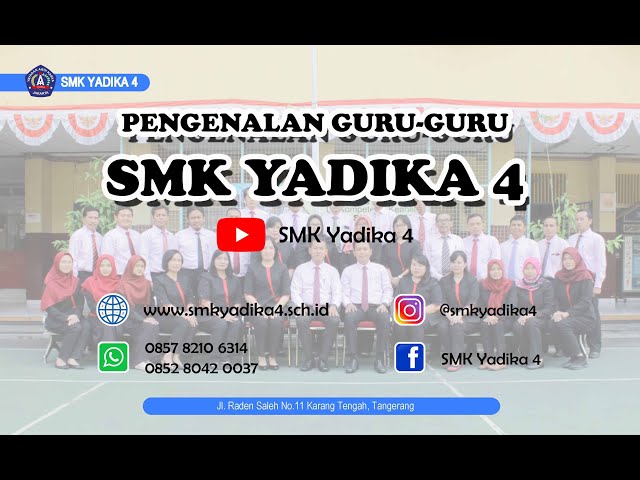 SMK YADIKA 4
PENGENALAN GURU-GURU
SMK YADIKA 4
SMK Yadika 4
www.smkyadika4.sch.id
@smkyadika4
0857 8210 6314
0852 8042 0037
SMK Yadika 4
Jl. Raden Saleh No.11 Karang Tengah, Tangerang